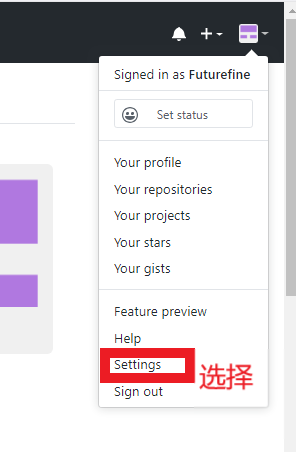 Signed in as Futurefine
Set status
Your profile
Your repositories
Your projects
Your stars
Your gists
Feature preview
Help
Settings
选择
Sign out